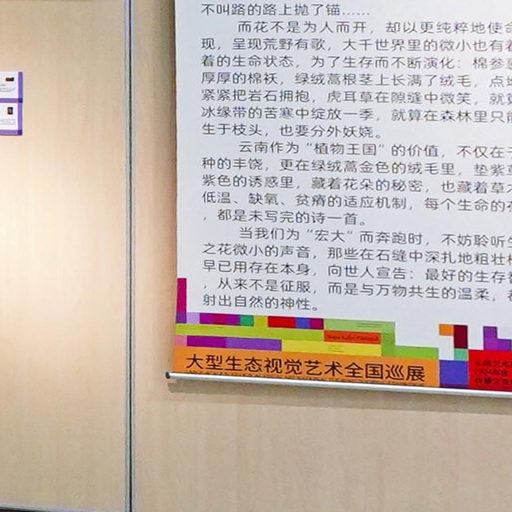 不叫路的路上抛了锚……
而花不是为人而开，却以更纯粹地使命
现，呈现荒野有歌，大千世界里的微小也有着
着的生命状态，为了生存而不断演化：棉参
厚厚的棉袄，绿绒蒿根茎上长满了绒毛，点地
紧紧把岩石拥抱，虎耳草在隙缝中微笑，就算
冰缘带的苦寒中绽放一季，就算在森林里只能
生于枝头，也要分外妖娆。
云南作为“植物王国”的价值，不仅在于
种的丰饶，更在绿绒蒿金色的绒毛里，垫紫草
紫色的诱惑里，藏着花朵的秘密，也藏着草
低温、缺氧、贫瘠的适应机制，每个生命的存
，都是未写完的诗一首。
当我们为“宏大”而奔跑时，不妨聆听
之花微小的声音，那些在石缝中深扎地粗壮根
早已用存在本身，向世人宣告：最好的生存
，从来不是征服，而是与万物共生的温柔，
射出自然的神性。
大型生态视觉艺术全国巡展